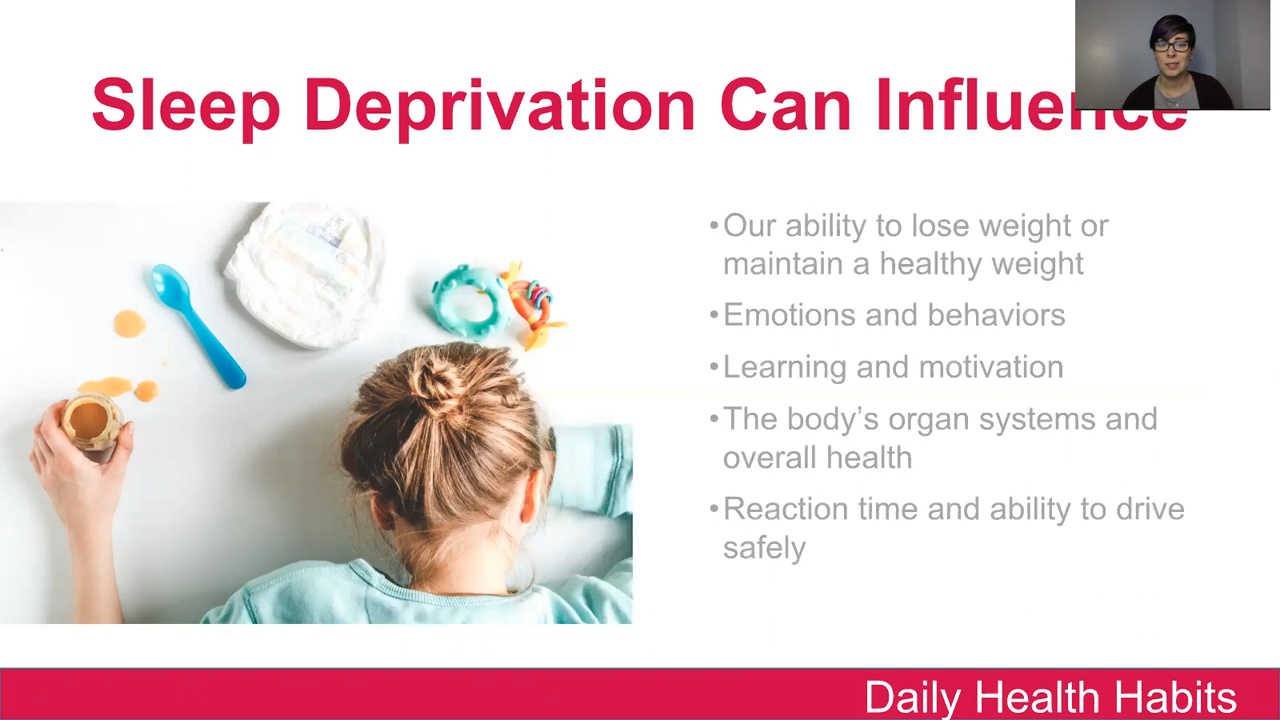 Sleep Deprivation Can Influence
•Our ability to lose weight or
maintain a healthy weight
•Emotions and behaviors
•Learning and motivation
•The body’s organ systems and
overall health
•Reaction time and ability to drive
safely
Daily Health Habits